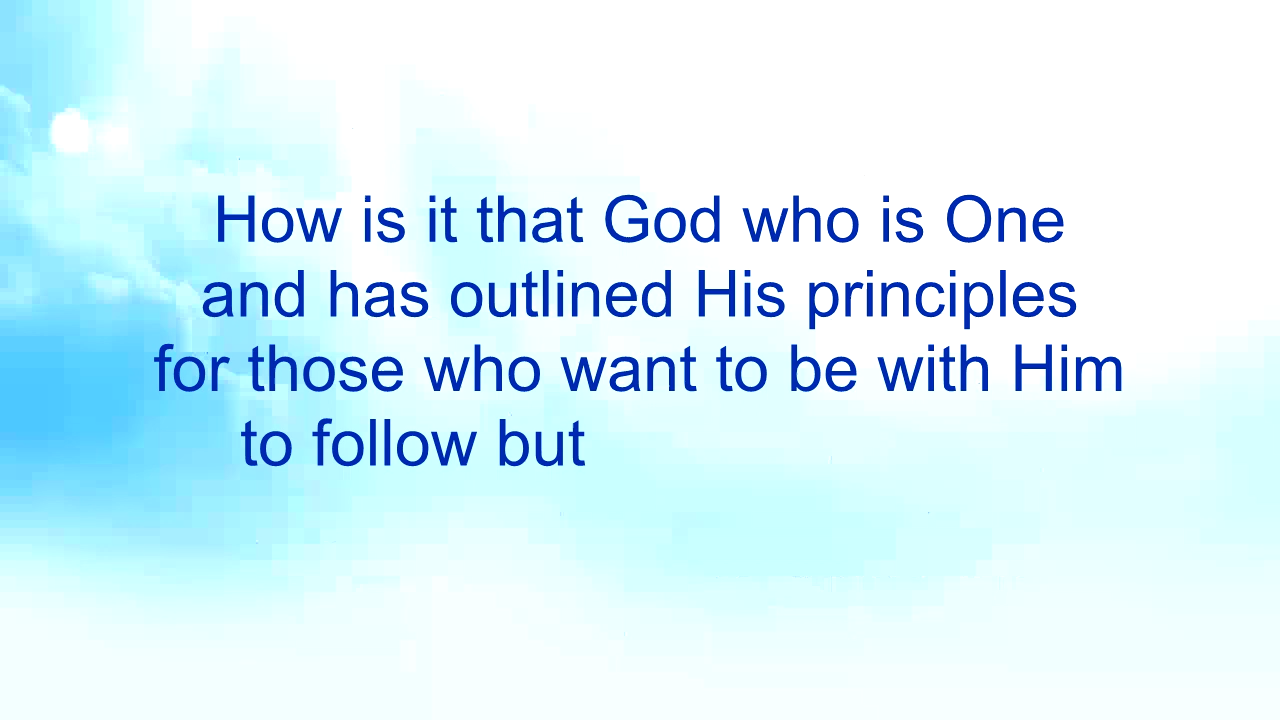 How is it that God who is One
and has outlined His principles
for those who want to be with Him
to follow but